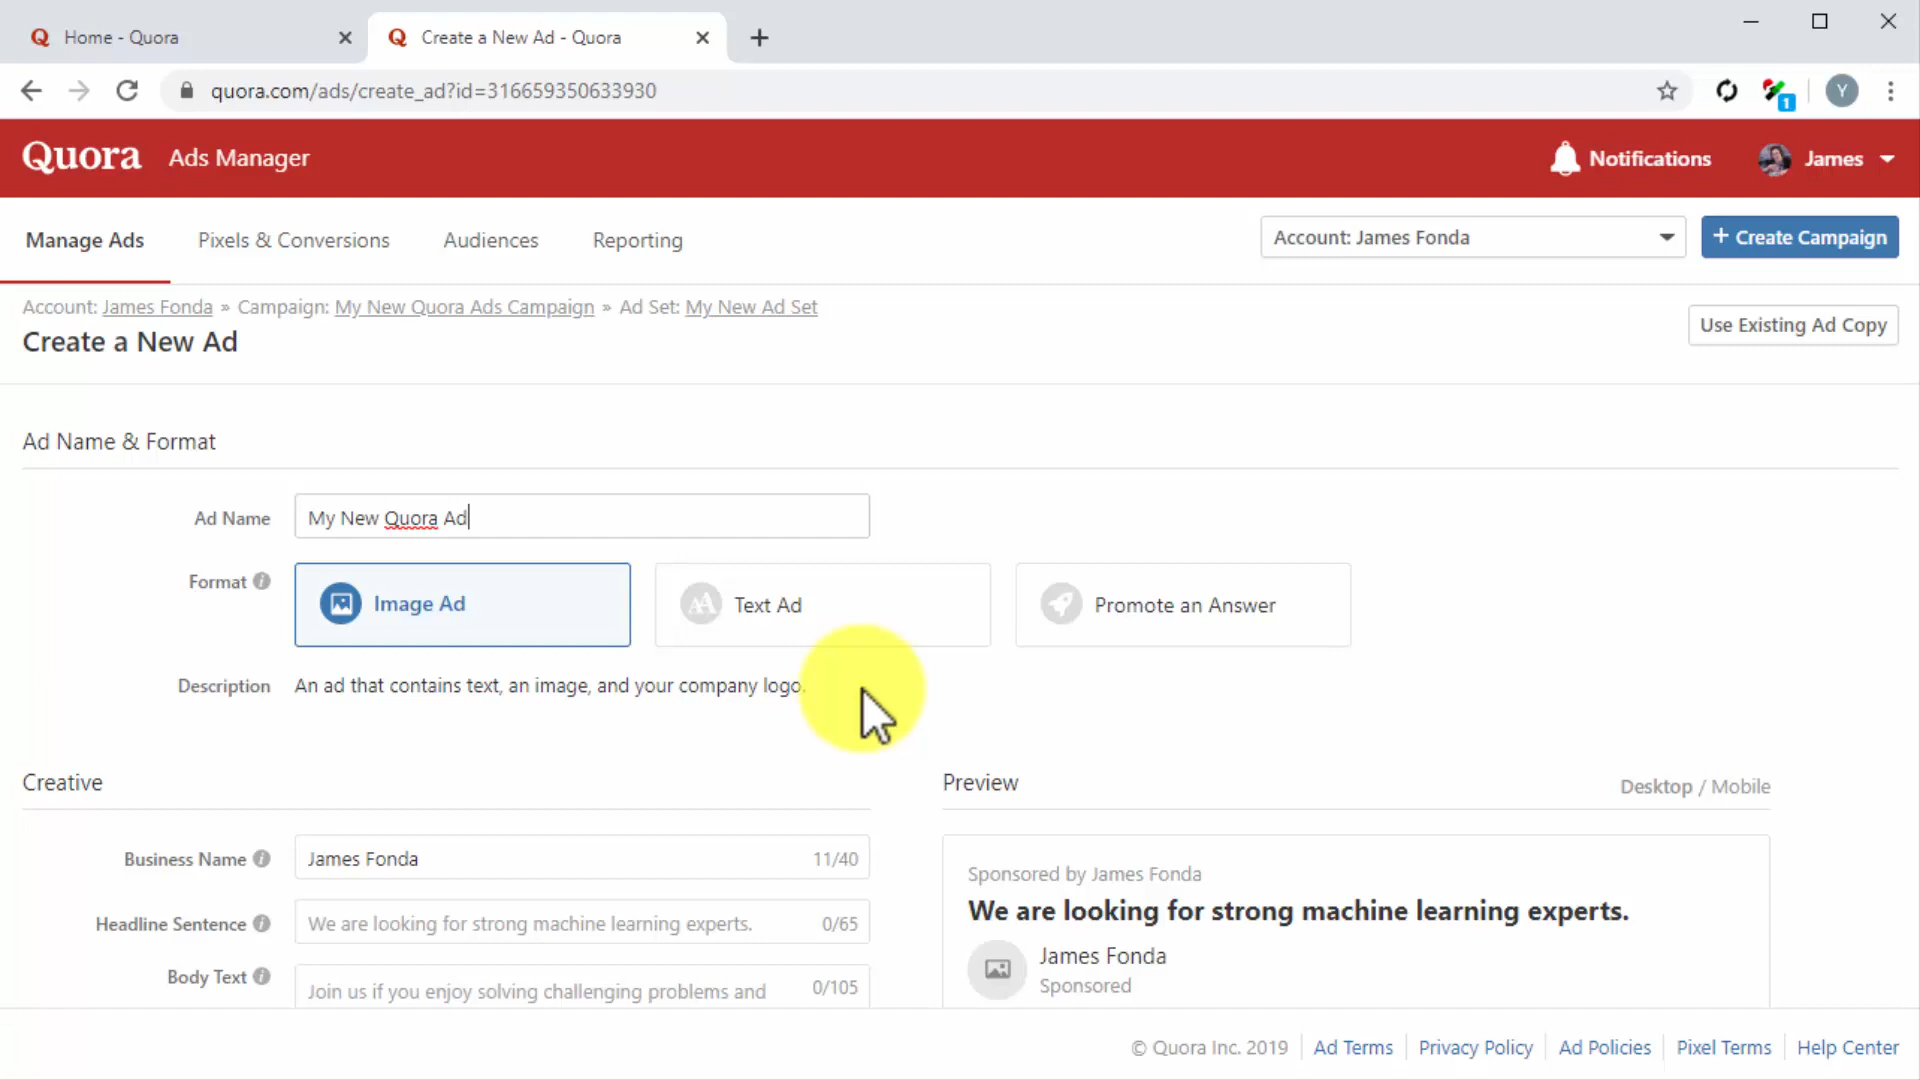 Home - Quora
Create a New Ad - Quora
quora.com/ads/create_ad?id=316659350633930
1
Y
Quora Ads Manager
Notifications
James
Manage Ads
Pixels & Conversions
Audiences
Reporting
Account: James Fonda
+ Create Campaign
Account: James Fonda » Campaign: My New Quora Ads Campaign » Ad Set: My New Ad Set
Create a New Ad
Use Existing Ad Copy
Ad Name & Format
Ad Name
My New Quora Ad
Format
Image Ad
Text Ad
Promote an Answer
Description
An ad that contains text, an image, and your company logo.
Creative
Business Name
James Fonda
11/40
Headline Sentence
We are looking for strong machine learning experts.
0/65
Body Text
Join us if you enjoy solving challenging problems and
0/105
Preview
Desktop / Mobile
Sponsored by James Fonda
We are looking for strong machine learning experts.
James Fonda
Sponsored
© Quora Inc. 2019
Ad Terms
Privacy Policy
Ad Policies
Pixel Terms
Help Center